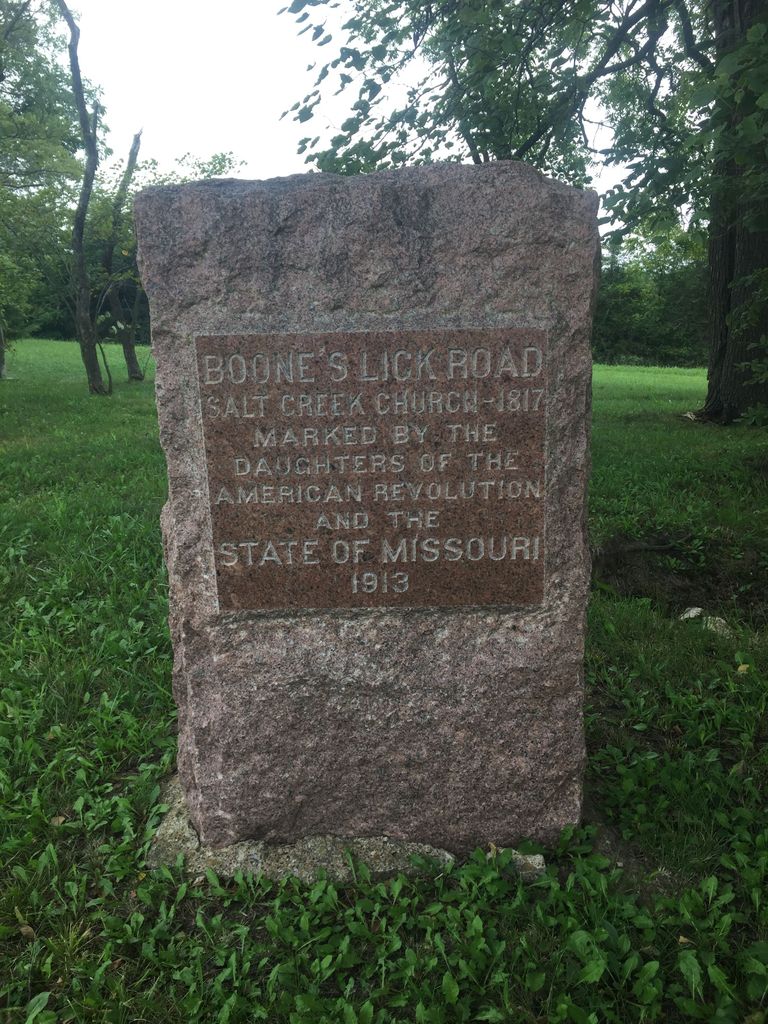 BOONE'S LICK ROAD
SALT CREEK CHURCH-1817
MARKED BY THE
DAUGHTERS OF THE
AMERICAN REVOLUTION
AND THE
STATE OF MISSOURI
1913